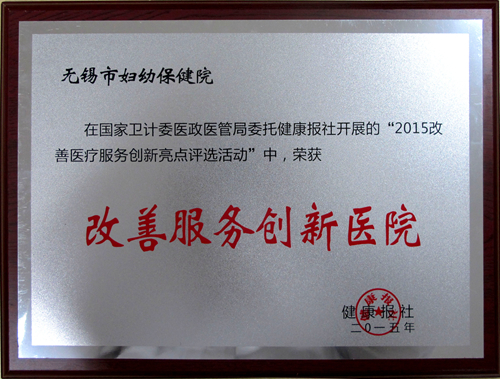 无锡市妇幼保健院
在国家卫计委医政医管局委托健康报社开展的“2015改
善医疗服务创新亮点评选活动”中，荣获
改善服务创新医院
健康报社
二〇一五年